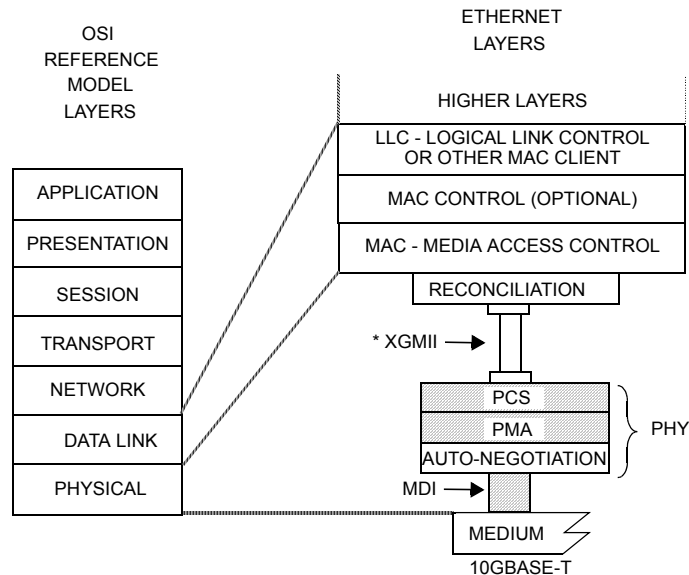 OSI
REFERENCE
MODEL
LAYERS
APPLICATION
PRESENTATION
SESSION
TRANSPORT
NETWORK
DATA LINK
PHYSICAL
ETHERNET
LAYERS
HIGHER LAYERS
LLC - LOGICAL LINK CONTROL
OR OTHER MAC CLIENT
MAC CONTROL (OPTIONAL)
MAC - MEDIA ACCESS CONTROL
RECONCILIATION
* XGMII
PCS
PMA
AUTO-NEGOTIATION
PHY
MDI
MEDIUM
10GBASE-T